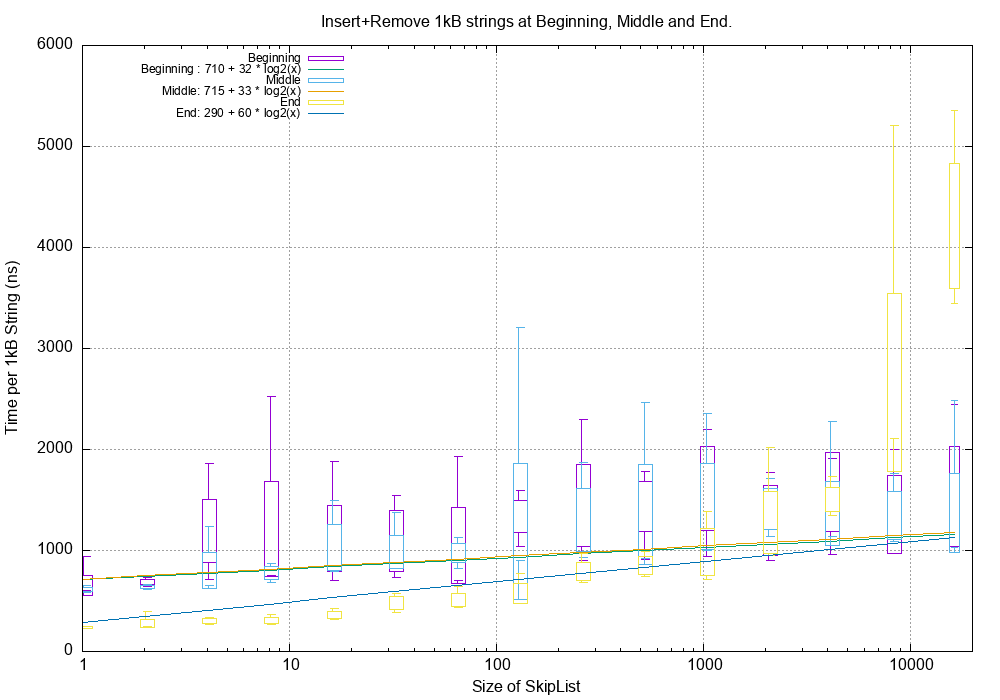 Insert+Remove 1kB strings at Beginning, Middle and End.
6000
5000
4000
3000
2000
1000
0
Time per 1kB String (ns)
Beginning
Beginning : 710 + 32 * log2(x)
Middle
Middle: 715 + 33 * log2(x)
End
End: 290 + 60 * log2(x)
1
10
100
1000
10000
Size of SkipList